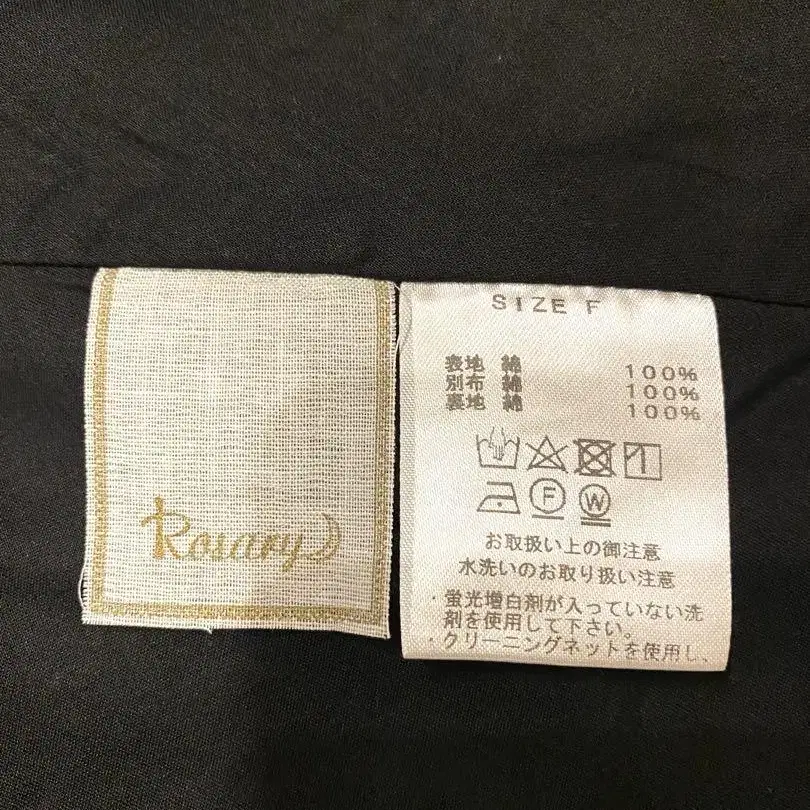 Rosary
SIZE F
表地 綿 100%
別布 綿 100%
裏地 綿 100%
F W
お取扱い上の御注意
水洗いのお取り扱い注意
・蛍光増白剤が入っていない洗
剤を使用して下さい。
・クリーニングネットを使用し、